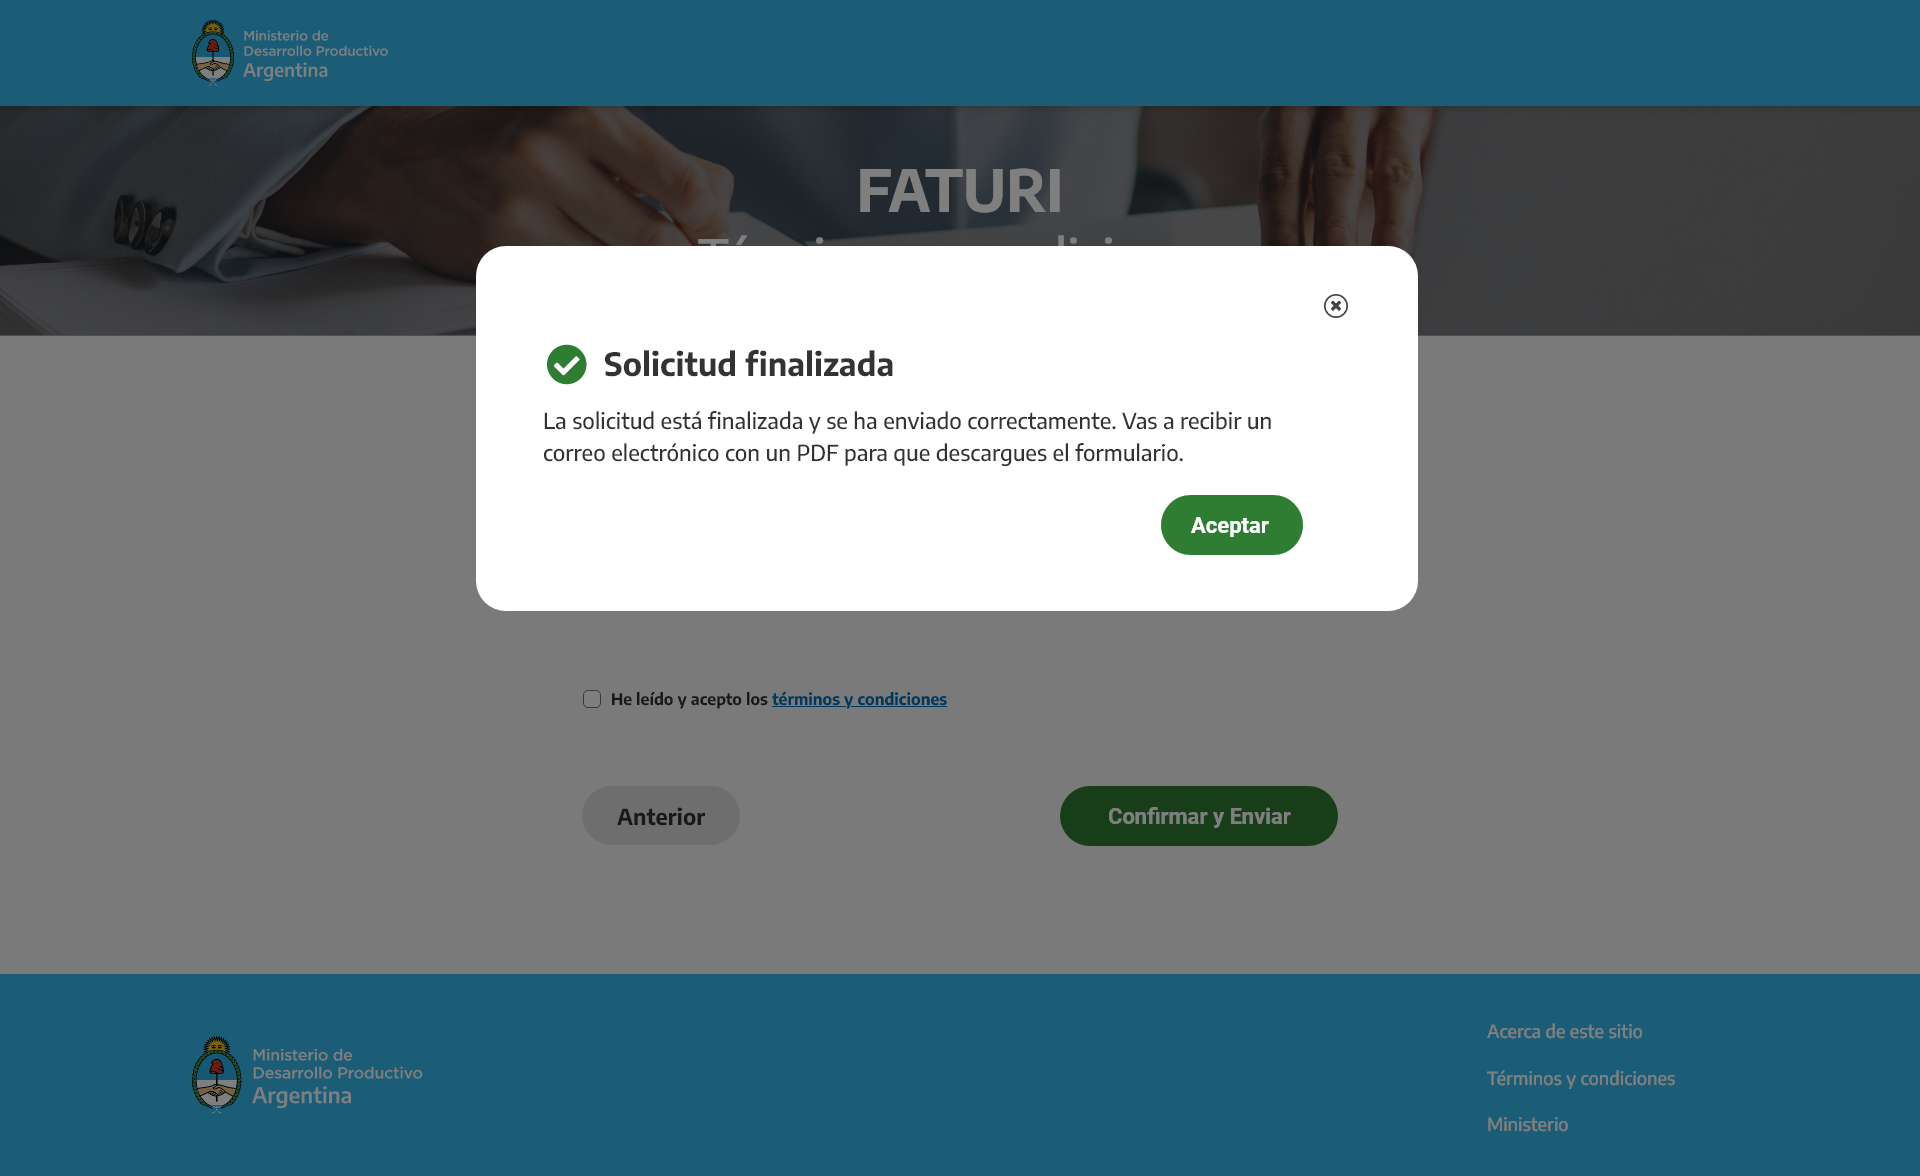 Ministerio de
Desarrollo Productivo
Argentina
FATURI
Solicitud finalizada
La solicitud está finalizada y se ha enviado correctamente. Vas a recibir un
correo electrónico con un PDF para que descargues el formulario.
Aceptar
He leído y acepto los términos y condiciones
Anterior
Confirmar y Enviar
Ministerio de
Desarrollo Productivo
Argentina
Acerca de este sitio
Términos y condiciones
Ministerio